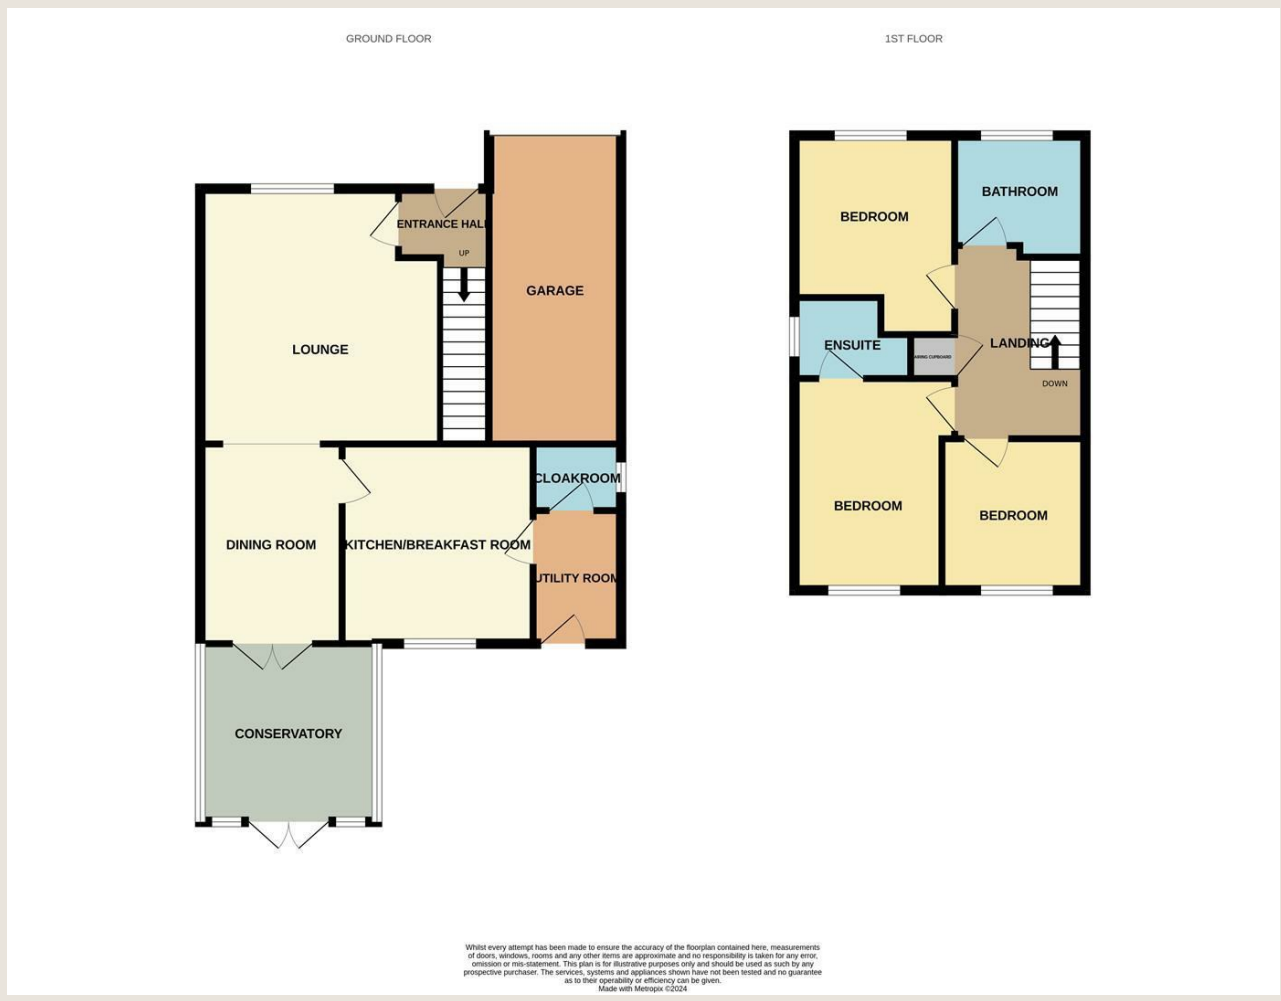 GROUND FLOOR
1ST FLOOR
ENTRANCE HALL
UP
GARAGE
LOUNGE
CLOAKROOM
DINING ROOM
KITCHEN/BREAKFAST ROOM
UTILITY ROOM
CONSERVATORY
BATHROOM
BEDROOM
ENSUITE
LANDING
AIRING CUPBOARD
DOWN
BEDROOM
BEDROOM
Whilst every attempt has been made to ensure the accuracy of the floorplan contained here, measurements
of doors, windows, rooms and any other items are approximate and no responsibility is taken for any error,
omission or mis-statement. This plan is for illustrative purposes only and should be used as such by any
prospective purchaser. The services, systems and appliances shown have not been tested and no guarantee
as to their operability or efficiency can be given.
Made with Metropix ©2024